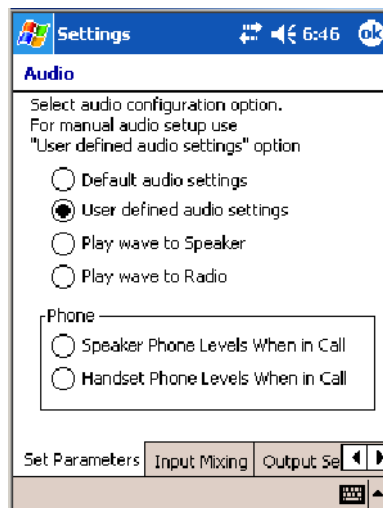 Settings 6:46 ok
Audio
Select audio configuration option.
For manual audio setup use
"User defined audio settings" option
Default audio settings
User defined audio settings
Play wave to Speaker
Play wave to Radio
Phone
Speaker Phone Levels When in Call
Handset Phone Levels When in Call
Set Parameters Input Mixing Output Se